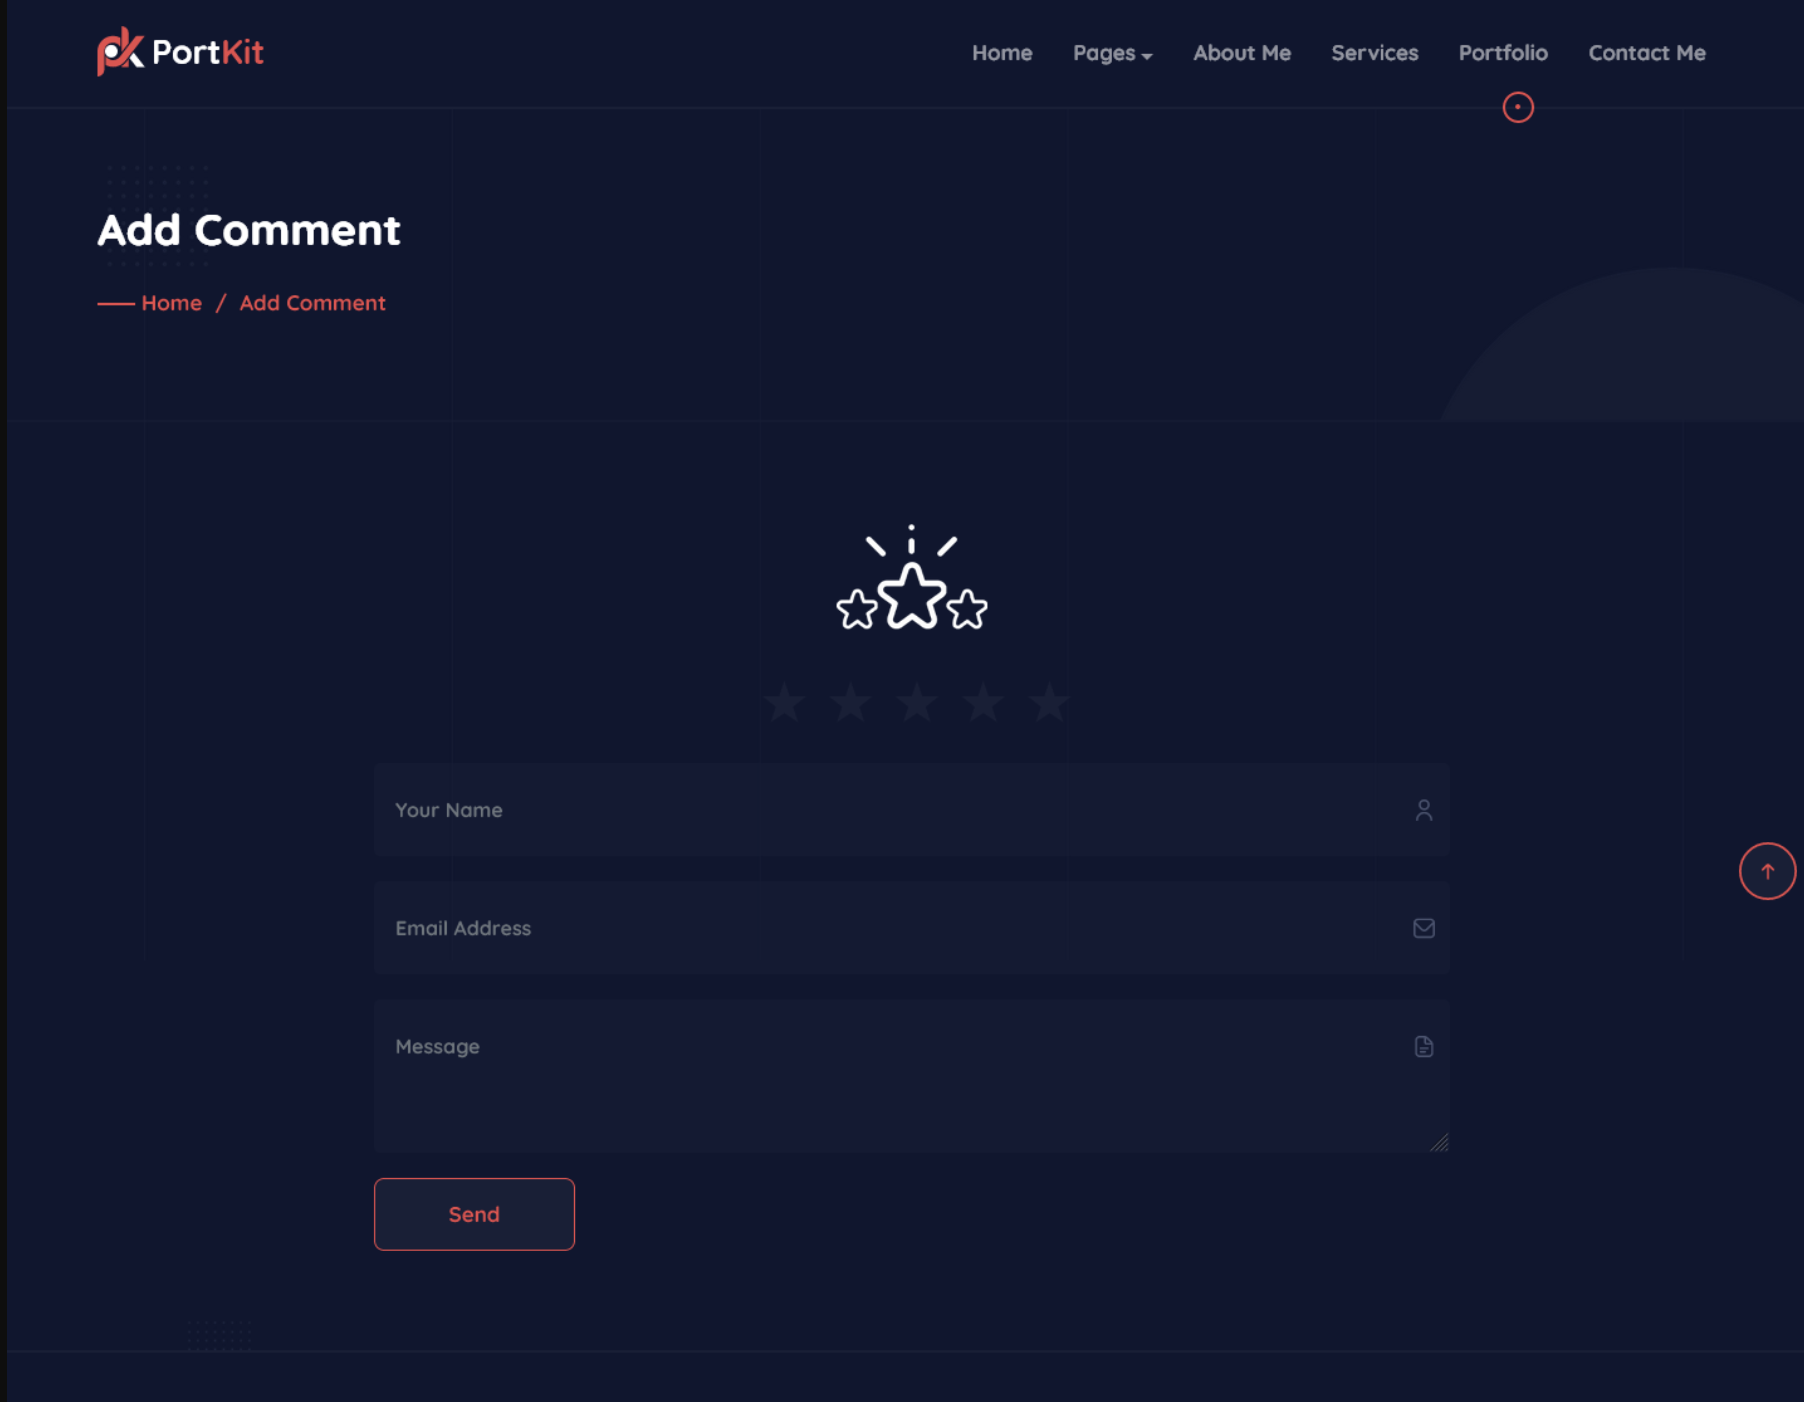 PortKit
Home Pages About Me Services Portfolio Contact Me
Add Comment
Home / Add Comment
Your Name
Email Address
Message
Send